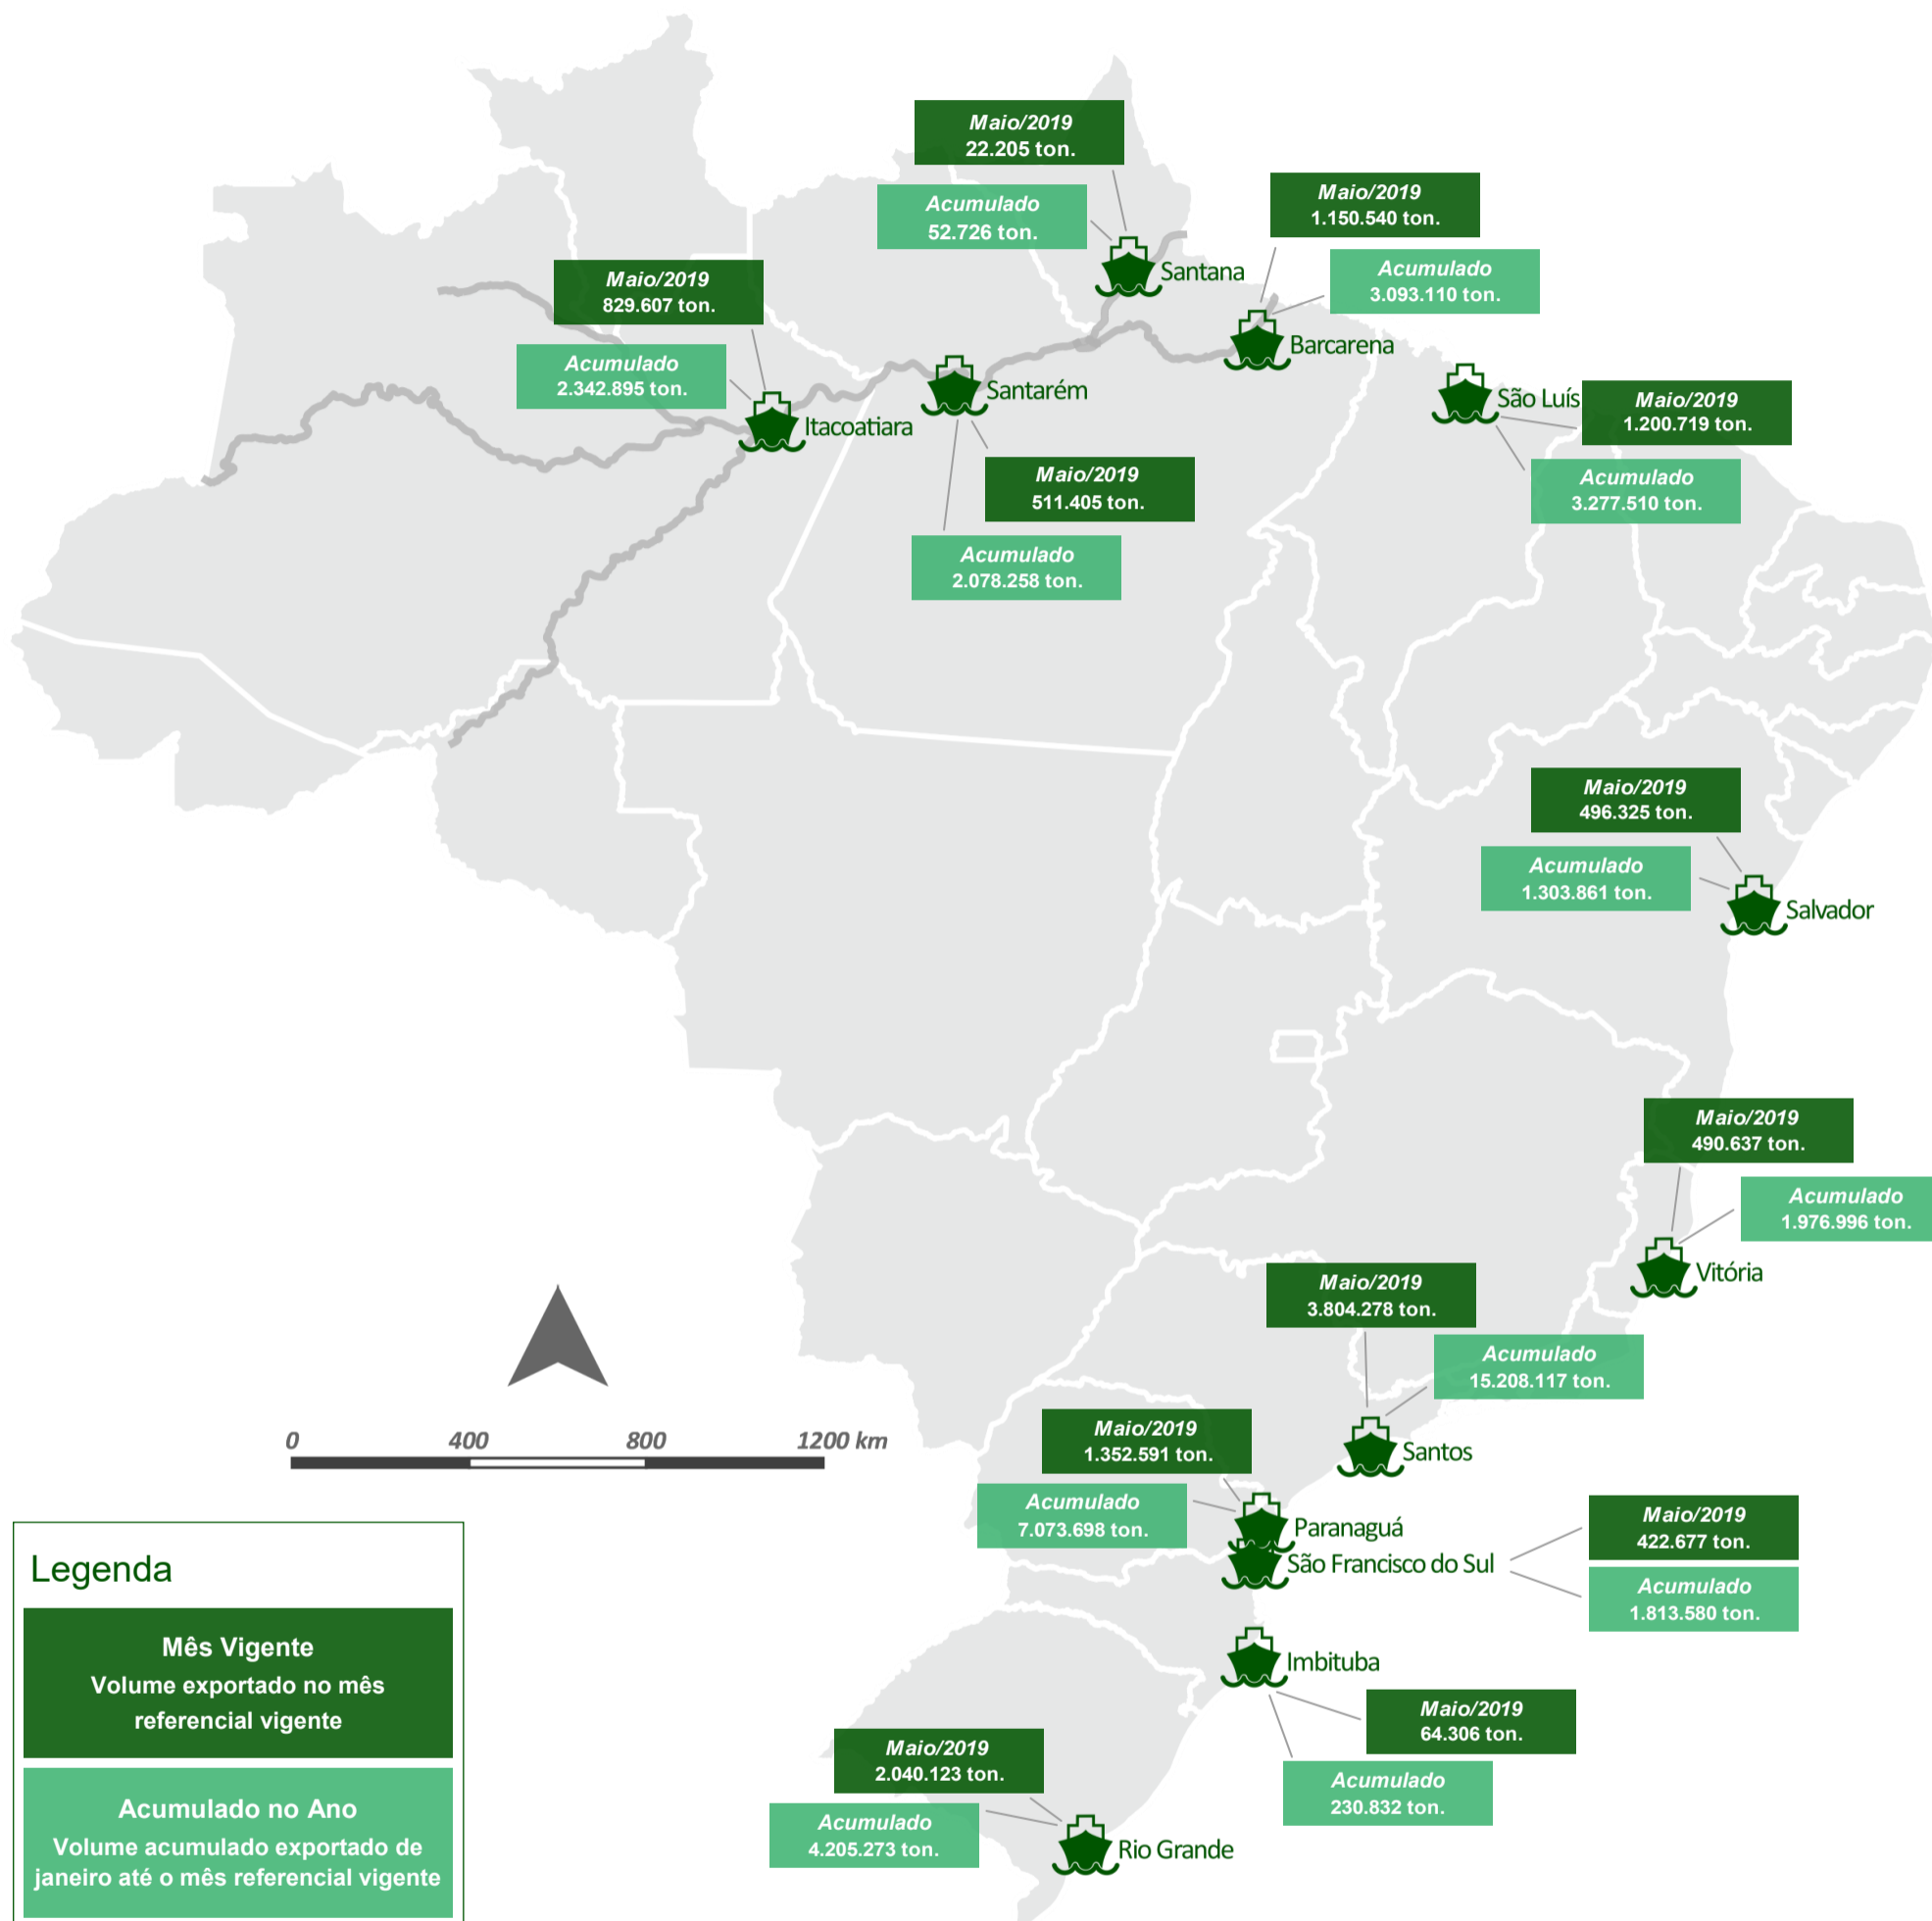 Maio/2019
22.205 ton.
Acumulado
52.726 ton.
Santana
Maio/2019
1.150.540 ton.
Acumulado
3.093.110 ton.
Barcarena
Maio/2019
829.607 ton.
Acumulado
2.342.895 ton.
Itacoatiara
Santarém
Maio/2019
511.405 ton.
Acumulado
2.078.258 ton.
São Luís
Maio/2019
1.200.719 ton.
Acumulado
3.277.510 ton.
Maio/2019
496.325 ton.
Acumulado
1.303.861 ton.
Salvador
Maio/2019
490.637 ton.
Acumulado
1.976.996 ton.
Vitória
Maio/2019
3.804.278 ton.
Acumulado
15.208.117 ton.
Santos
Maio/2019
1.352.591 ton.
Acumulado
7.073.698 ton.
Paranaguá
São Francisco do Sul
Maio/2019
422.677 ton.
Acumulado
1.813.580 ton.
Imbituba
Maio/2019
64.306 ton.
Acumulado
230.832 ton.
Maio/2019
2.040.123 ton.
Acumulado
4.205.273 ton.
Rio Grande
0 400 800 1200 km
Legenda
Mês Vigente
Volume exportado no mês
referencial vigente
Acumulado no Ano
Volume acumulado exportado de
janeiro até o mês referencial vigente